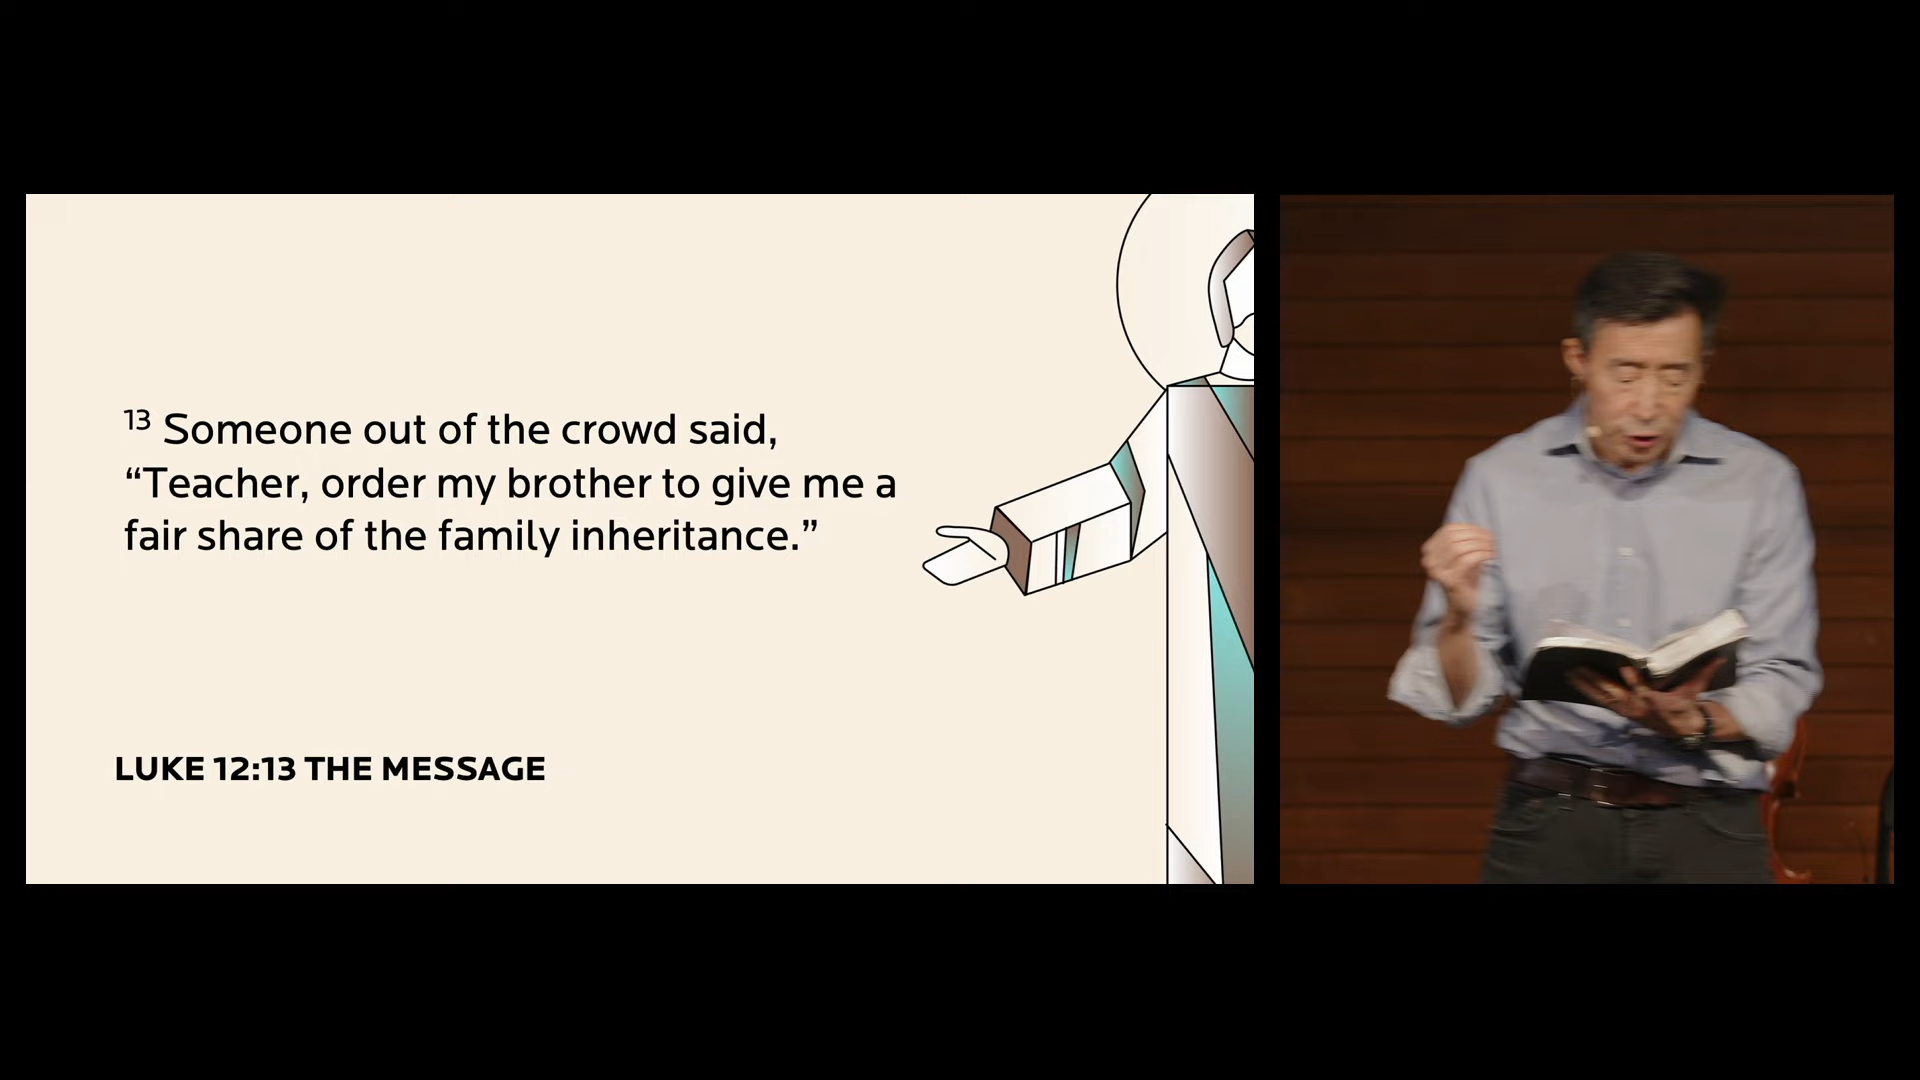 13 Someone out of the crowd said,
“Teacher, order my brother to give me a
fair share of the family inheritance.”
LUKE 12:13 THE MESSAGE